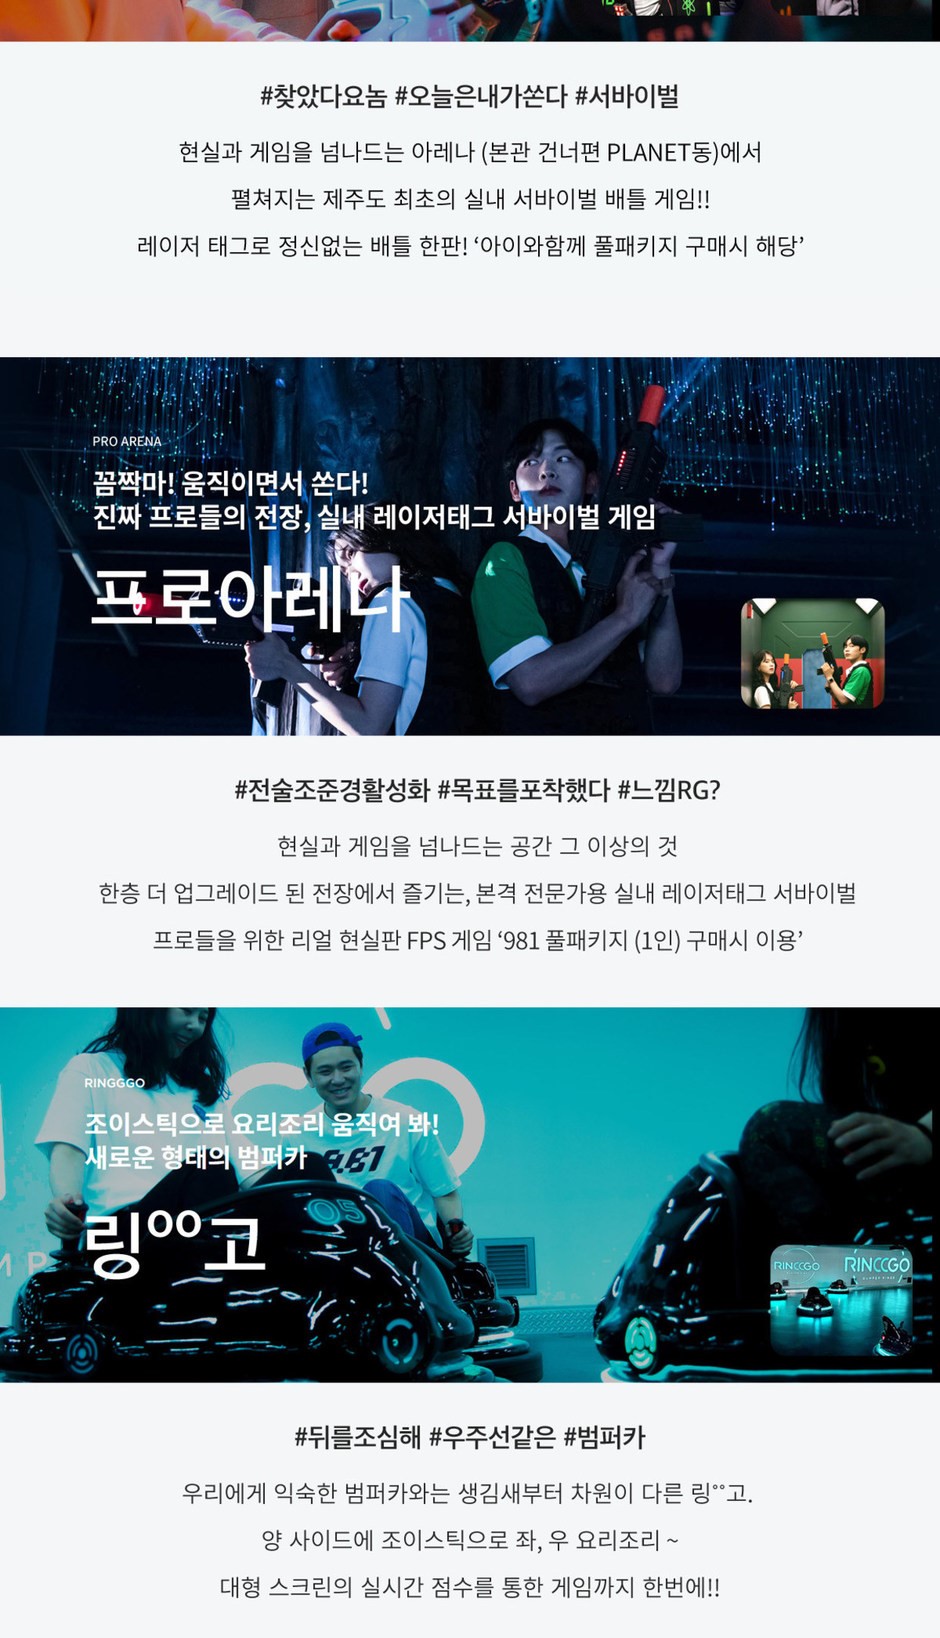 #찾았다요놈 #오늘은내가쏜다 #서바이벌
현실과 게임을 넘나드는 아레나 (본관 건너편 PLANET동)에서
펼쳐지는 제주도 최초의 실내 서바이벌 배틀 게임!!
레이저 태그로 정신없는 배틀 한판! ‘아이와함께 풀패키지 구매시 해당’
PRO ARENA
꼼짝마! 움직이면서 쏜다!
진짜 프로들의 전장, 실내 레이저태그 서바이벌 게임
프로아레나
#전술조준경활성화 #목표를포착했다 #느낌RG?
현실과 게임을 넘나드는 공간 그 이상의 것
한층 더 업그레이드 된 전장에서 즐기는, 본격 전문가용 실내 레이저태그 서바이벌
프로들을 위한 리얼 현실판 FPS 게임 ‘981 풀패키지 (1인) 구매시 이용’
RINGGGO
조이스틱으로 요리조리 움직여 봐!
새로운 형태의 범퍼카
9.81
링ºº고
05
MP
RINGGGO RINGGGO
#뒤를조심해 #우주선같은 #범퍼카
우리에게 익숙한 범퍼카와는 생김새부터 차원이 다른 링°°고.
양 사이드에 조이스틱으로 좌, 우 요리조리 ~
대형 스크린의 실시간 점수를 통한 게임까지 한번에!!